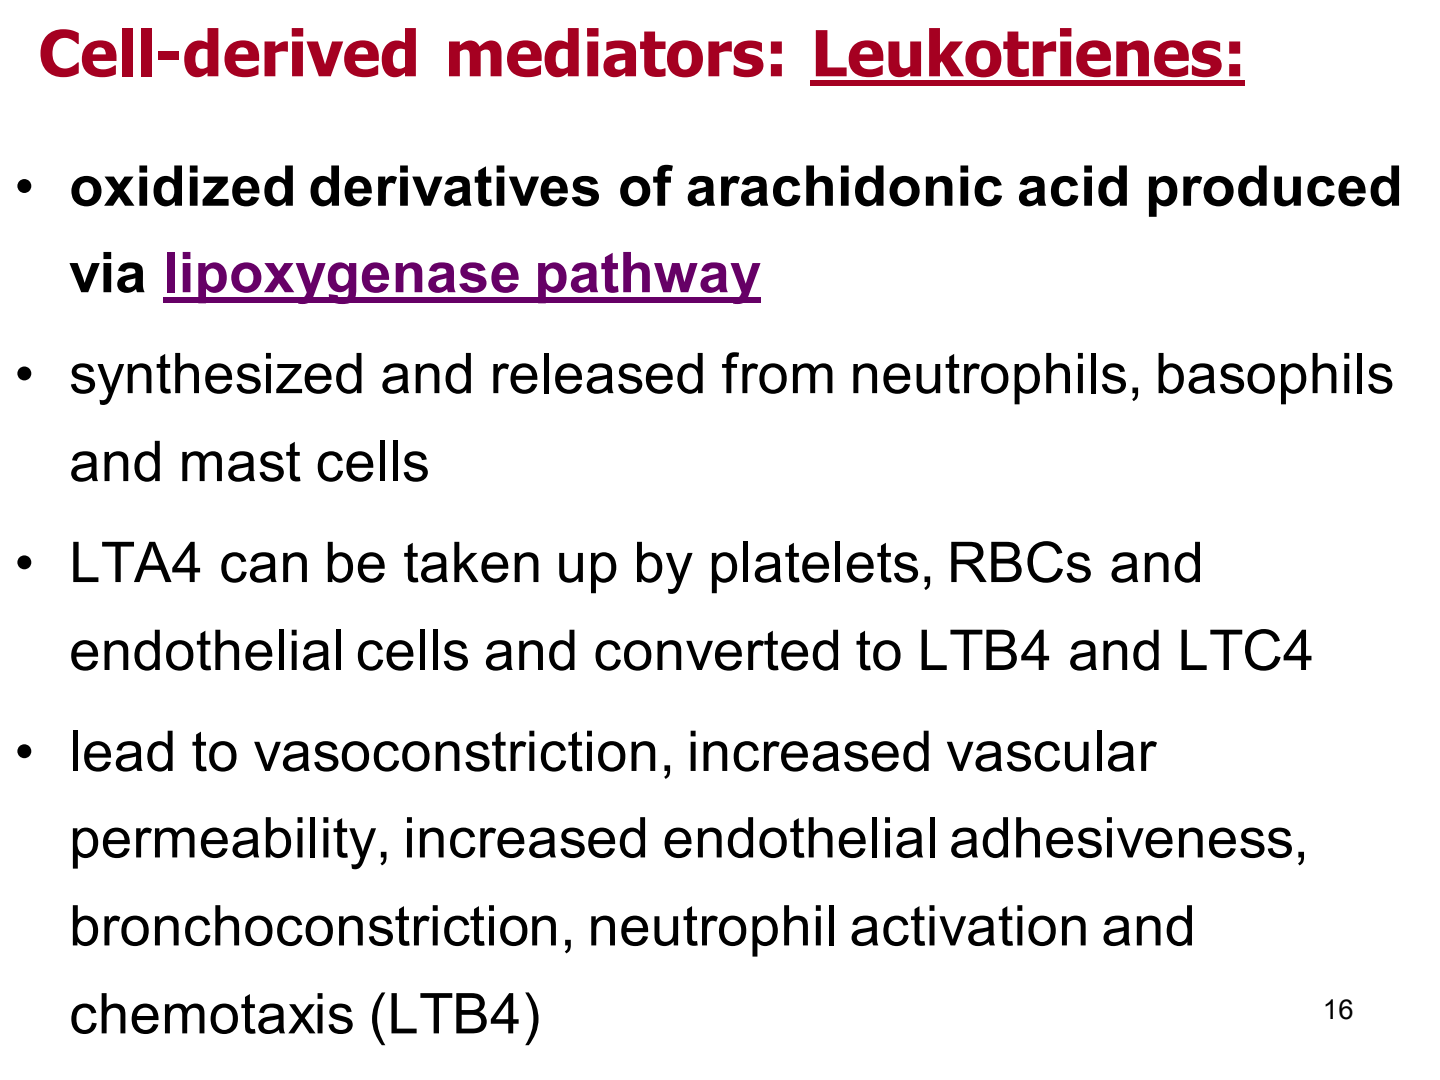 Cell-derived mediators: Leukotrienes:
• oxidized derivatives of arachidonic acid produced
via lipoxygenase pathway
• synthesized and released from neutrophils, basophils
and mast cells
• LTA4 can be taken up by platelets, RBCs and
endothelial cells and converted to LTB4 and LTC4
• lead to vasoconstriction, increased vascular
permeability, increased endothelial adhesiveness,
bronchoconstriction, neutrophil activation and
chemotaxis (LTB4)
16